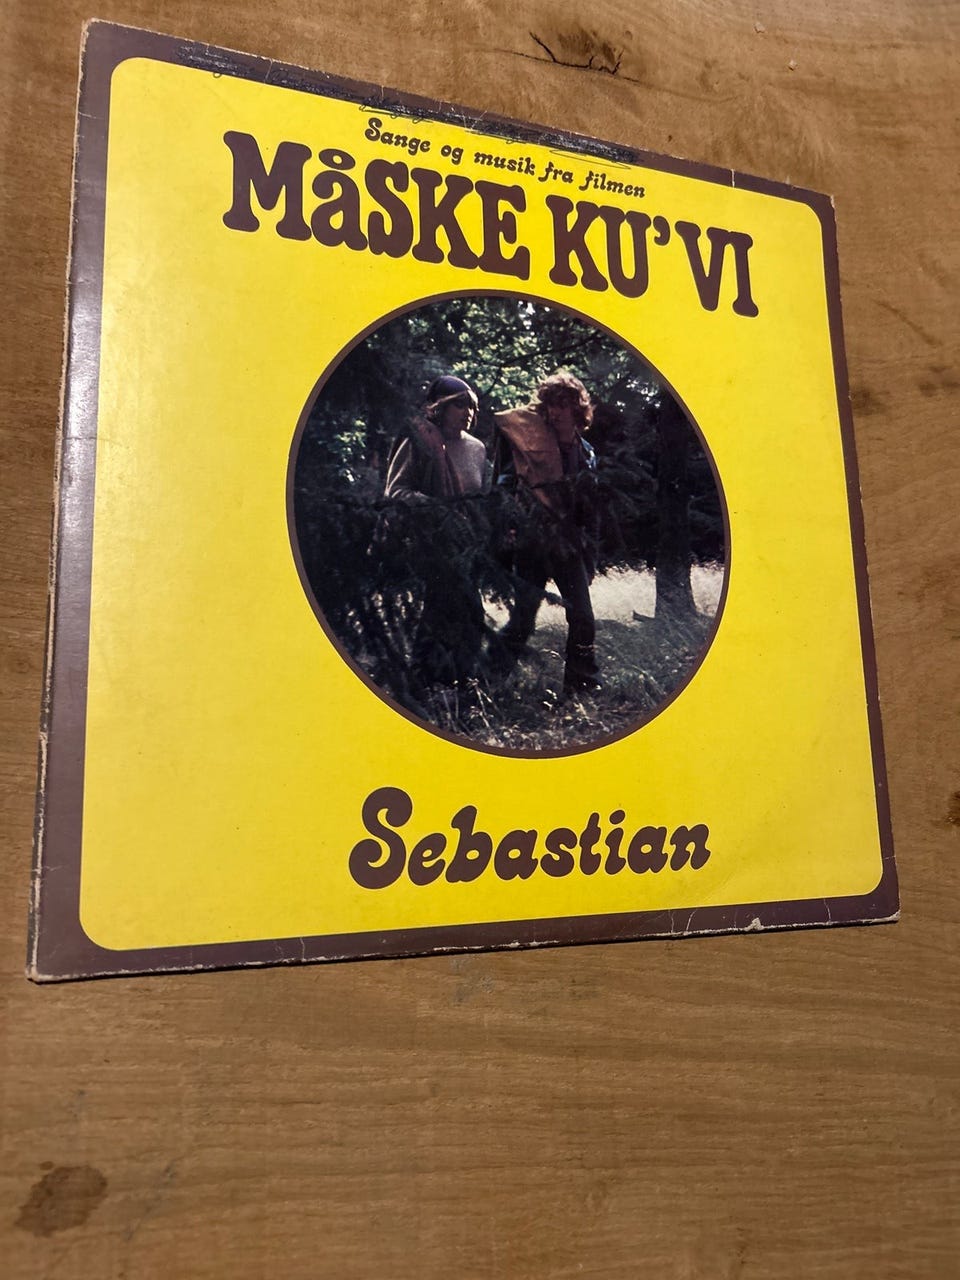 Sange og musik fra filmen
MåSKE KU' VI
Sebastian